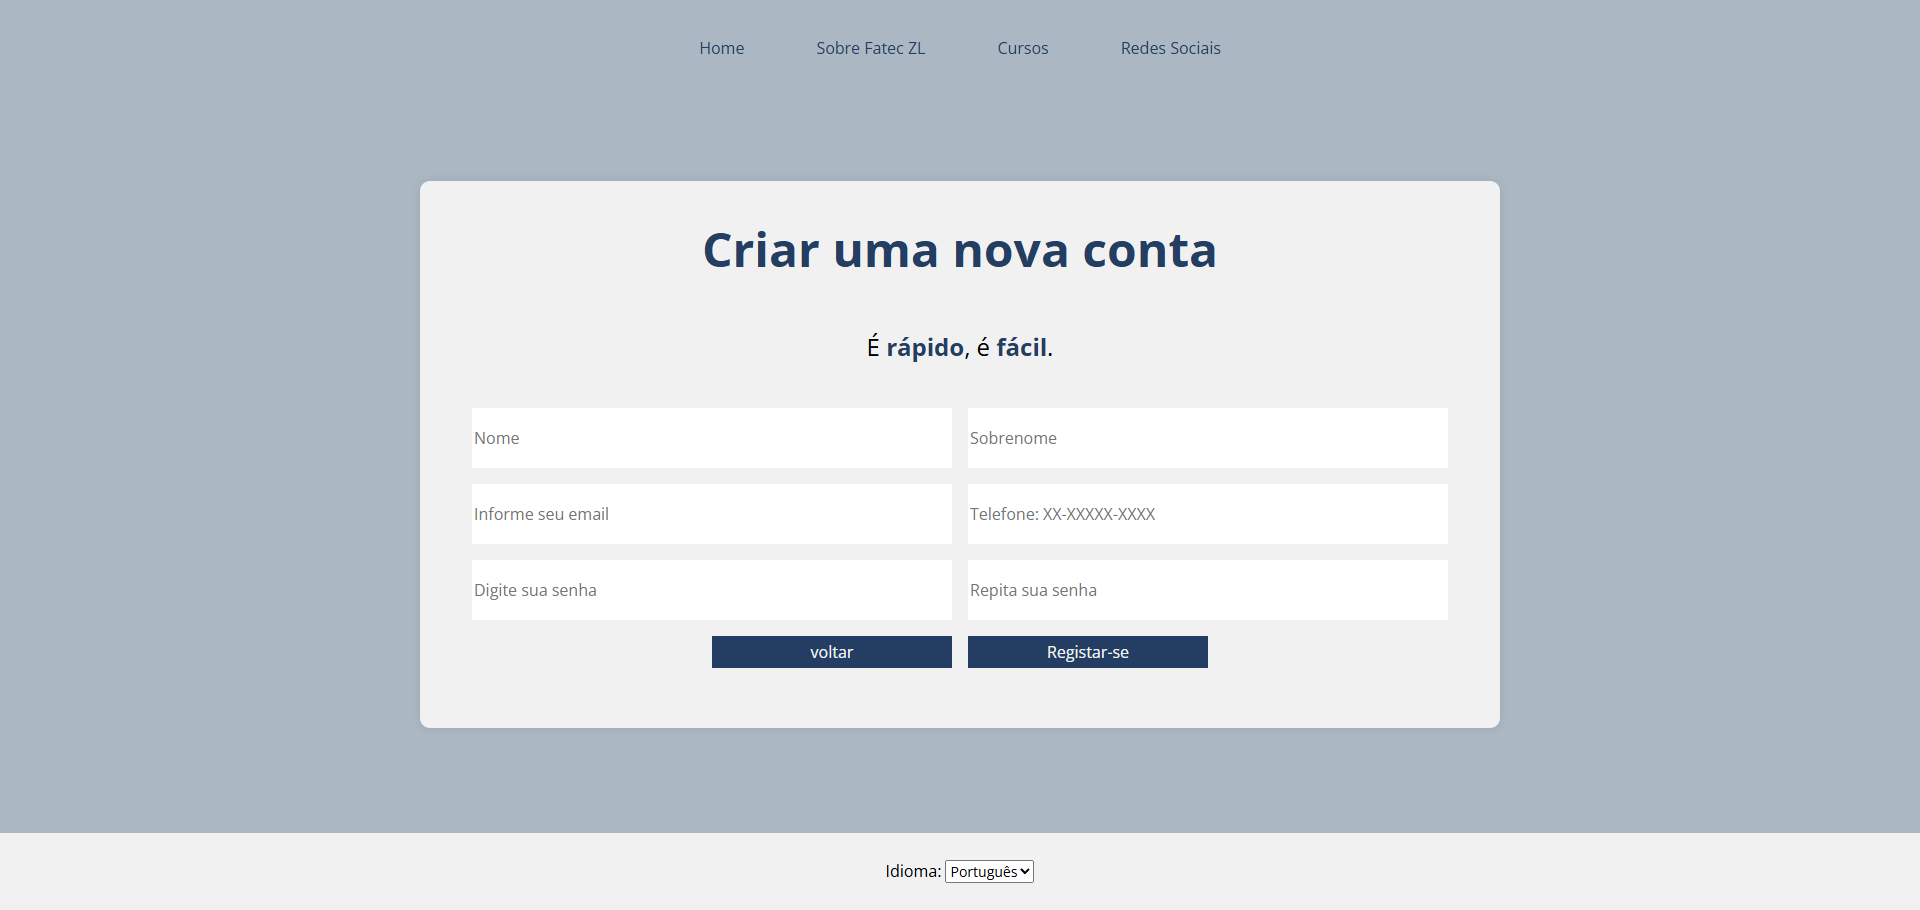 Home Sobre Fatec ZL Cursos Redes Sociais
Criar uma nova conta
É rápido, é fácil.
Nome Sobrenome
Informe seu email Telefone: XX-XXXXX-XXXX
Digite sua senha Repita sua senha
voltar Registar-se
Idioma: Português